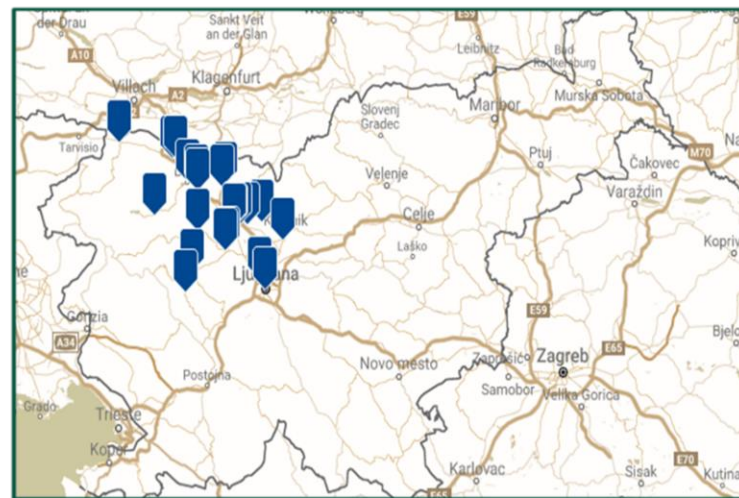 der Drau
Sankt Veit
an der Glan
E59
Leibnitz
Bad
Radkersburg
A10
Villach
Klagenfurt
A2
Slovenj
Gradec
Maribor
Murska Sobota
Tarvisio
M70
Velenje
Ptuj
Čakovec
Varaždin
Celje
Laško
Gorizia
A34
E59
E65
Postojna
Novo mesto
Zagreb
Samobor
Velika Gorica
Grado
Trieste
Koper
Karlovac
E65
Sisak
E70
Kutina